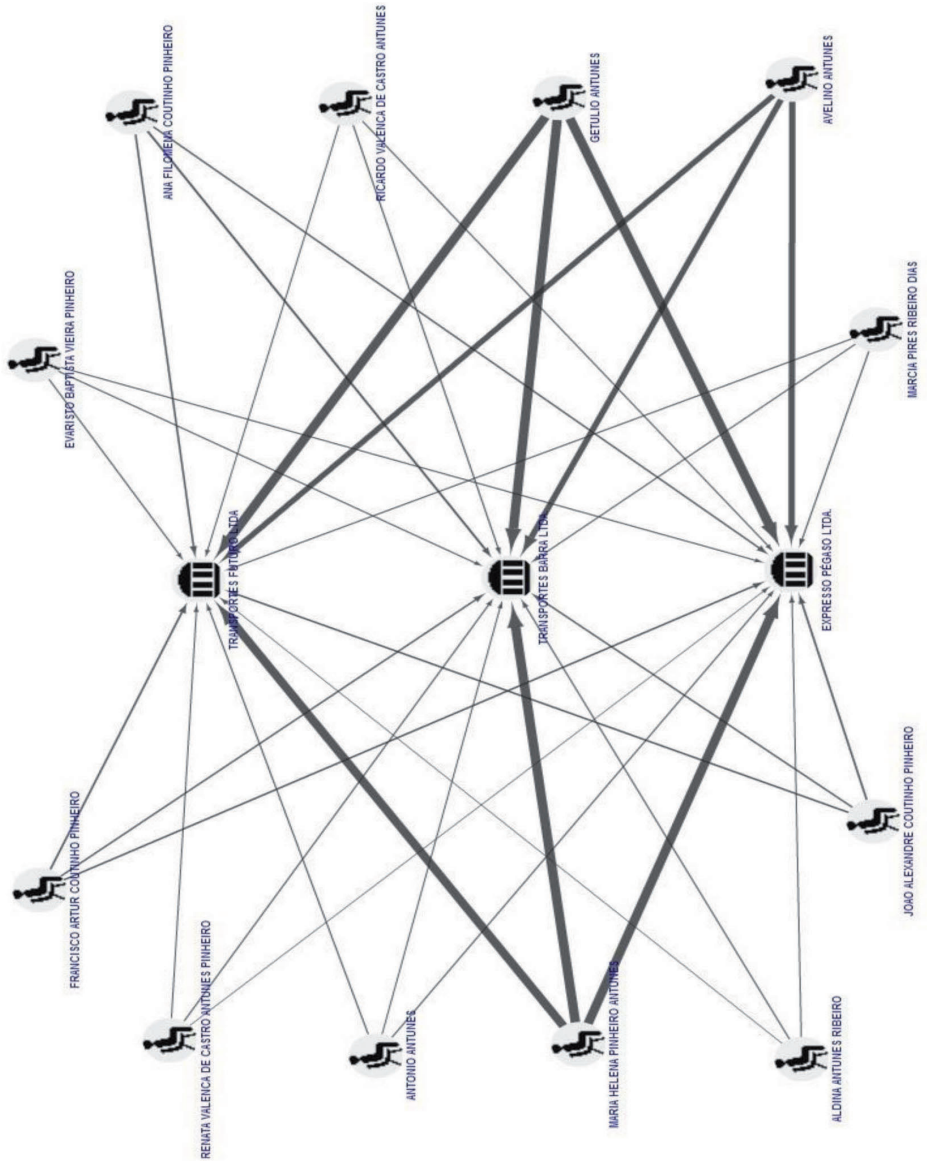 FRANCISCO ARTUR COUTINHO PINHEIRO
EVARISTO BAPTISTA VIEIRA PINHEIRO
RENATA VALENCA DE CASTRO ANTUNES PINHEIRO
TRANSPORTES FUTURO LTDA
ANA FILOMENA COUTINHO PINHEIRO
ANTONIO ANTUNES
RICARDO VALENCA DE CASTRO ANTUNES
MARIA HELENA PINHEIRO ANTUNES
TRANSPORTES BARRA LTDA.
GETULIO ANTUNES
ALDINA ANTUNES RIBEIRO
EXPRESSO PÉGASO LTDA.
AVELINO ANTUNES
JOAO ALEXANDRE COUTINHO PINHEIRO
MARCIA PIRES RIBEIRO DIAS